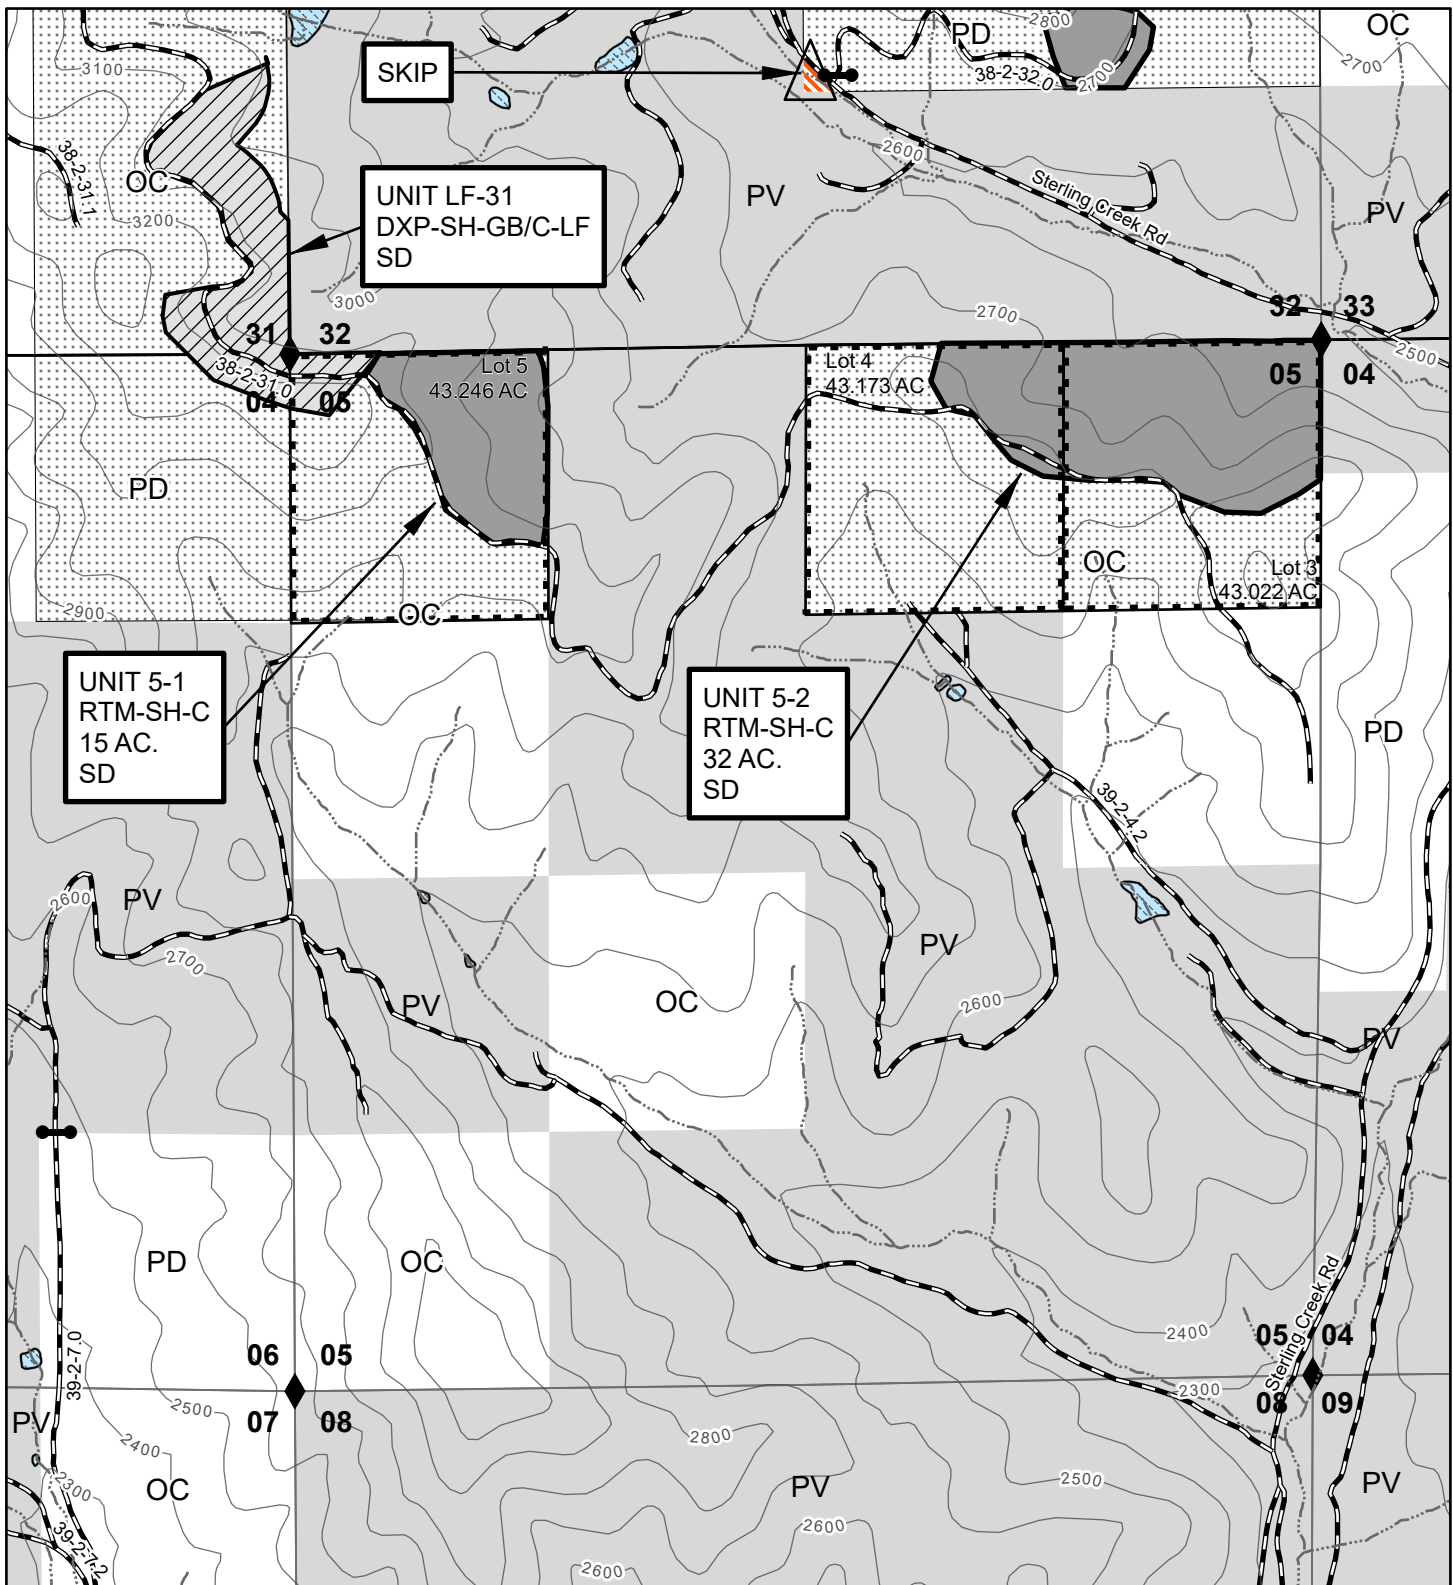 2800
PD
OC
SKIP
3100
2700
2700
38-2-32.0
38-2-31.1
2600
OC
PV
UNIT LF-31
DXP-SH-GB/C-LF
SD
Sterling Creek Rd
PV
3200
3000
2700
31 32
32 33
2500
Lot 5
43.246 AC
Lot 4
43.173 AC
05 04
38-2-31.0
04 05
PD
OC
Lot 3
43.022 AC
2900
OC
UNIT 5-1
RTM-SH-C
15 AC.
SD
UNIT 5-2
RTM-SH-C
32 AC.
SD
PD
39-2-4.2
2600
PV
2700
PV
PV
OC
2600
PV
PD
OC
Sterling Creek Rd
2400
05 04
06 05
39-2-7.0
2300
08 09
2500
07 08
PV
2400
2800
2300
OC
PV
2500
PV
2600
39-2-7.2
2600